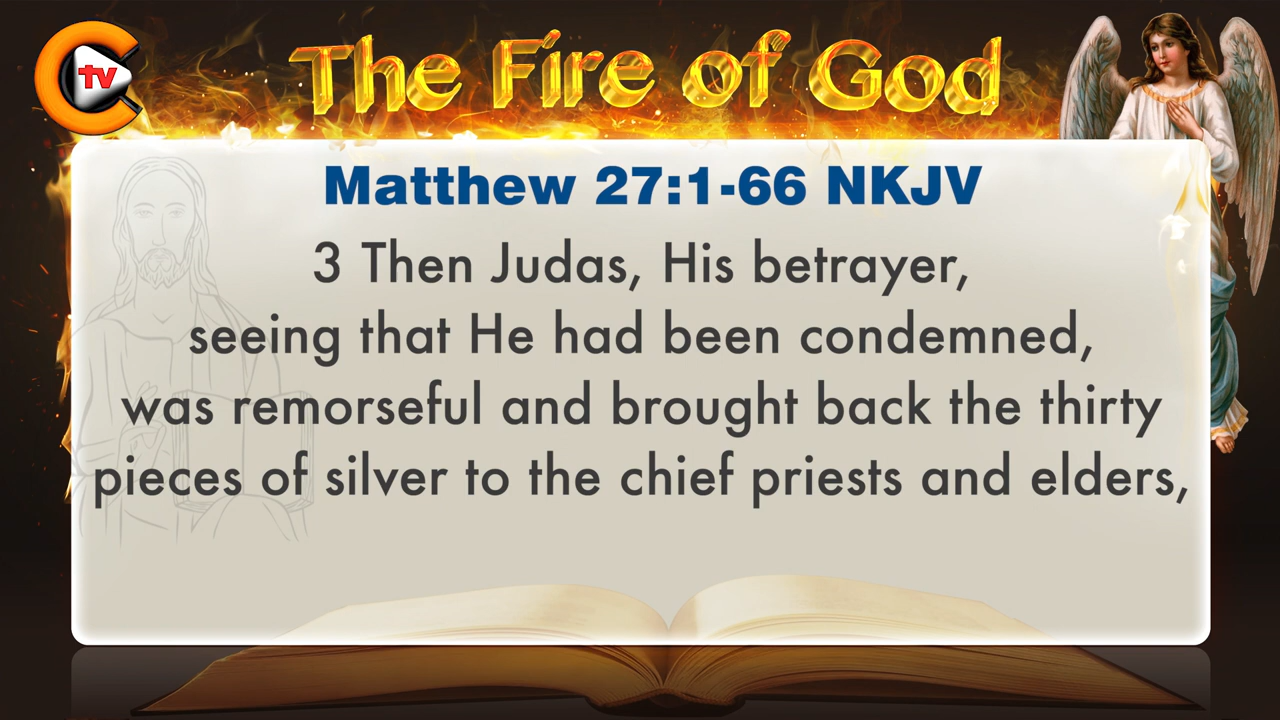 tv
The Fire of God
Matthew 27:1-66 NKJV
3 Then Judas, His betrayer,
seeing that He had been condemned,
was remorseful and brought back the thirty
pieces of silver to the chief priests and elders,